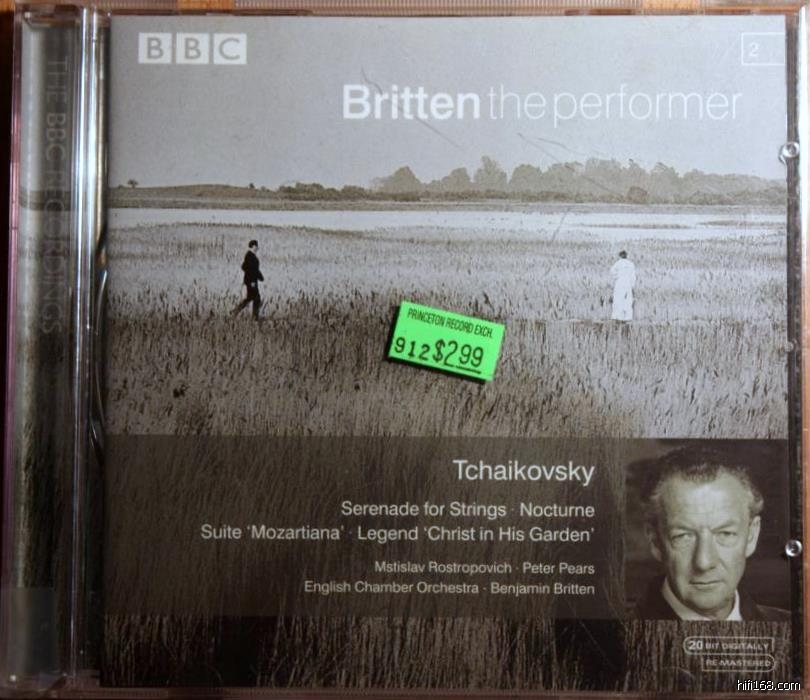 BBC
2
Britten the performer
THE BBC RECORDINGS
PRINCETON RECORD EXCH.
912 $2.99
Tchaikovsky
Serenade for Strings · Nocturne
Suite ‘Mozartiana’ · Legend ‘Christ in His Garden’
Mstislav Rostropovich · Peter Pears
English Chamber Orchestra · Benjamin Britten
20 BIT DIGITALLY
RE-MASTERED
hifi168.com